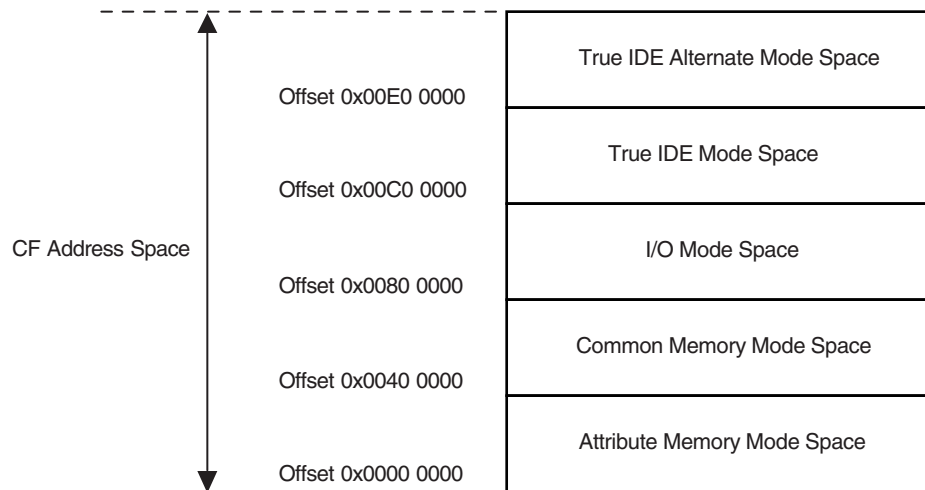 True IDE Alternate Mode Space
Offset 0x00E0 0000
True IDE Mode Space
Offset 0x00C0 0000
CF Address Space
I/O Mode Space
Offset 0x0080 0000
Common Memory Mode Space
Offset 0x0040 0000
Attribute Memory Mode Space
Offset 0x0000 0000